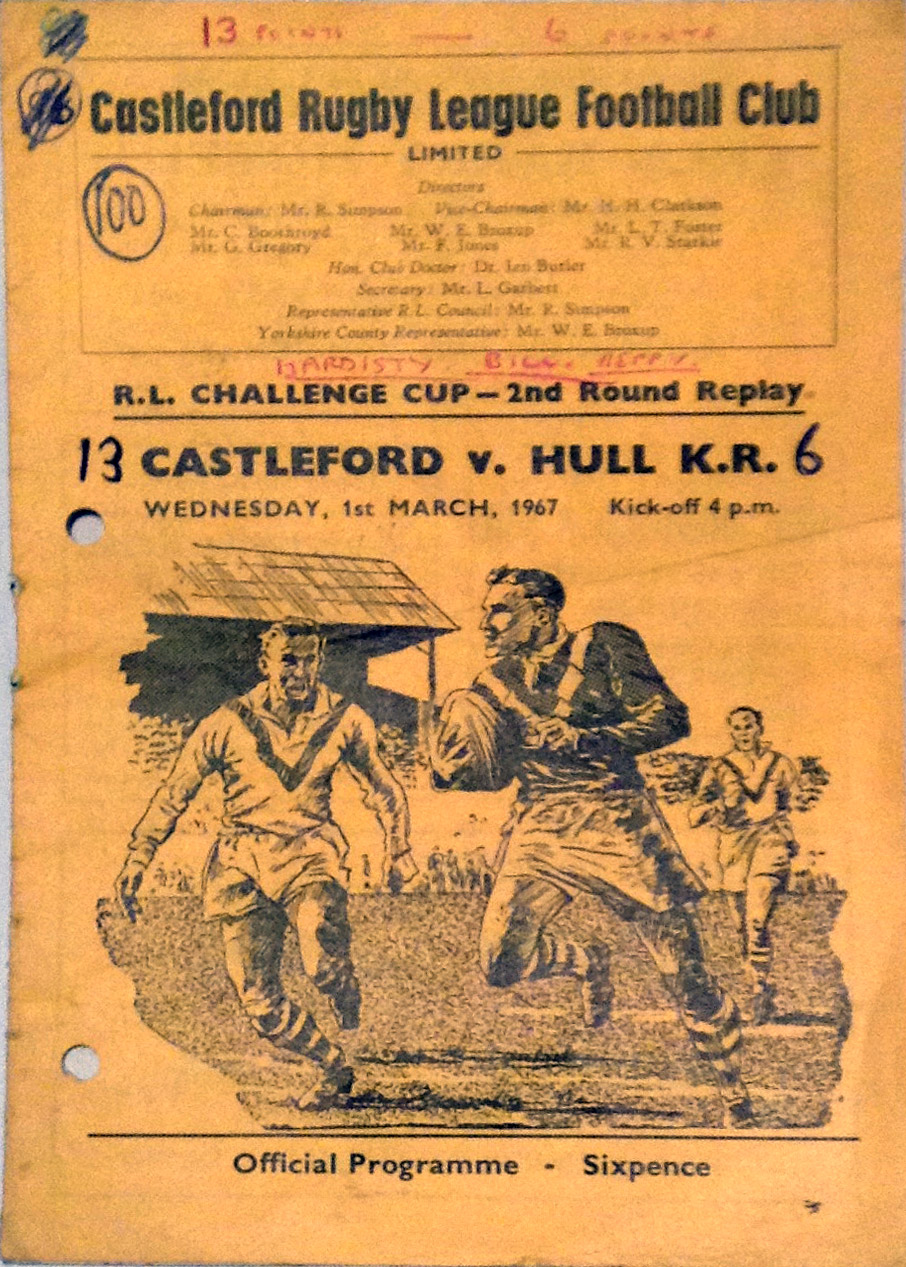 13 POINTS — 6 POINTS
Castleford Rugby League Football Club
LIMITED
100
Directors
Chairman: Mr. R. Simpson Vice-Chairman: Mr. H. H. Clarkson
Mr. C. Boothroyd Mr. W. E. Broxup Mr. L. T. Foster
Mr. G. Gregory Mr. F. Jones Mr. R. V. Starkie
Hon. Club Doctor: Dr. Ien Butler
Secretary: Mr. L. Garbett
Representative R.L. Council: Mr. R. Simpson
Yorkshire County Representative: Mr. W. E. Broxup
HARDISTY. BILL. HEPPY.
R.L. CHALLENGE CUP — 2nd Round Replay
13 CASTLEFORD v. HULL K.R. 6
WEDNESDAY, 1st MARCH, 1967 Kick-off 4 p.m.
Official Programme - Sixpence